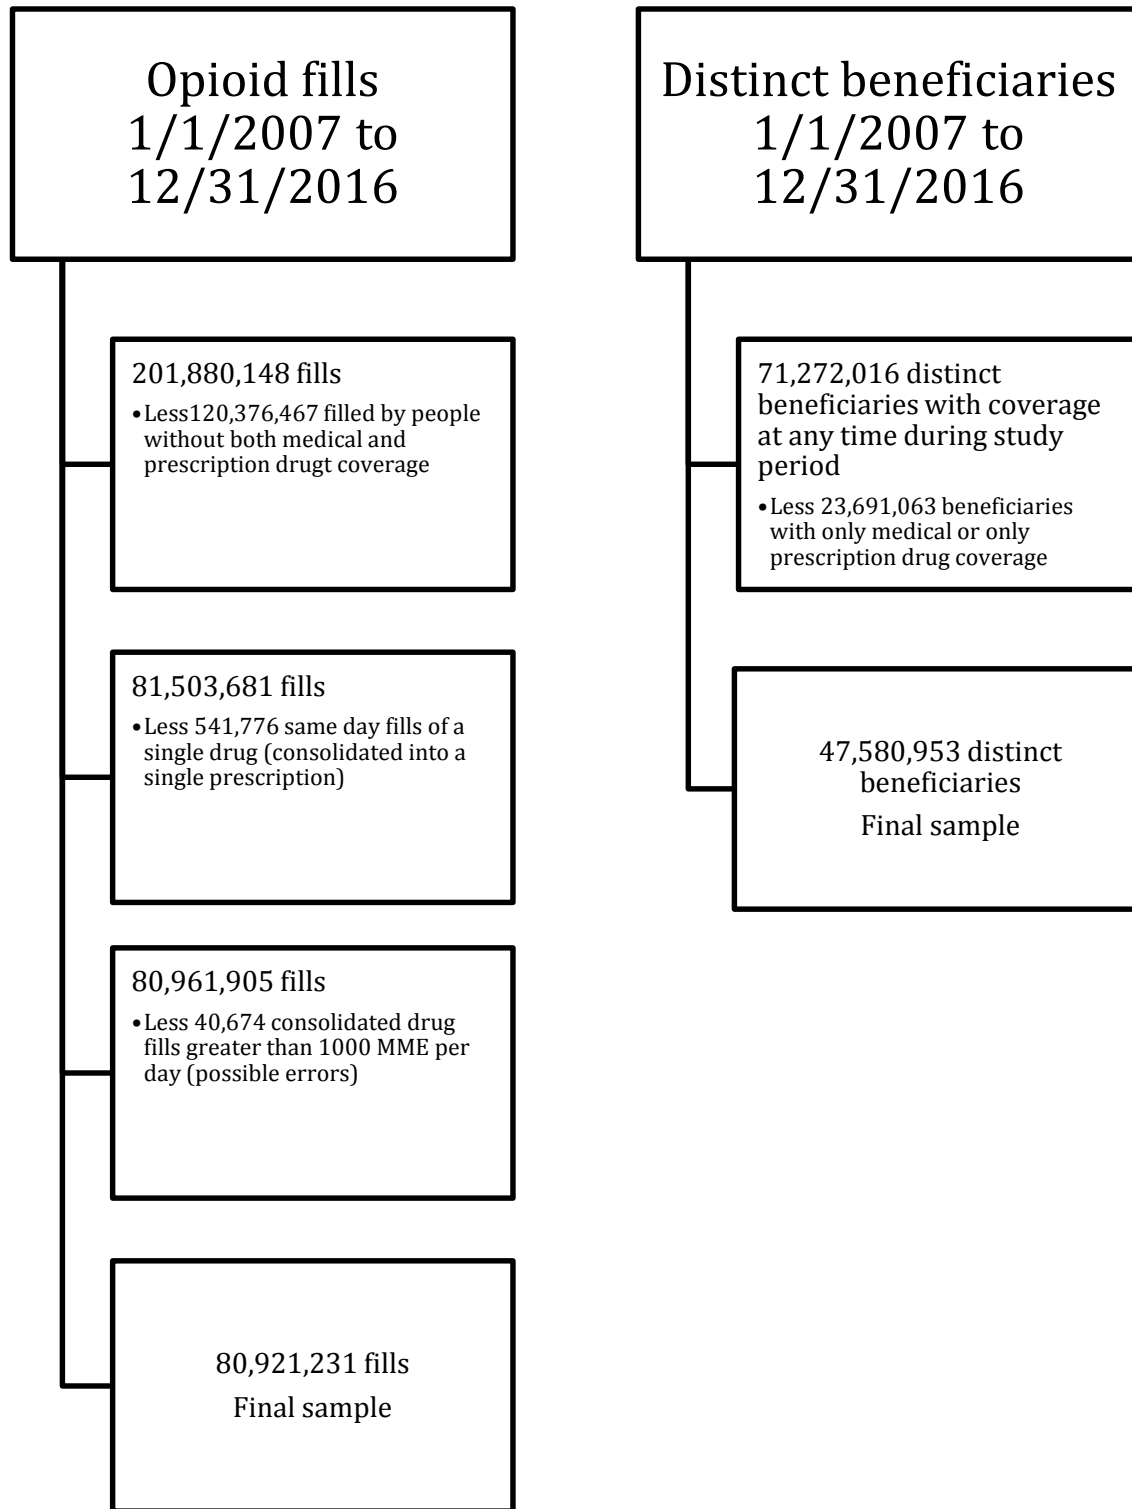 Opioid fills
1/1/2007 to
12/31/2016
201,880,148 fills
•Less120,376,467 filled by people
without both medical and
prescription drugt coverage
81,503,681 fills
•Less 541,776 same day fills of a
single drug (consolidated into a
single prescription)
80,961,905 fills
•Less 40,674 consolidated drug
fills greater than 1000 MME per
day (possible errors)
80,921,231 fills
Final sample
Distinct beneficiaries
1/1/2007 to
12/31/2016
71,272,016 distinct
beneficiaries with coverage
at any time during study
period
•Less 23,691,063 beneficiaries
with only medical or only
prescription drug coverage
47,580,953 distinct
beneficiaries
Final sample